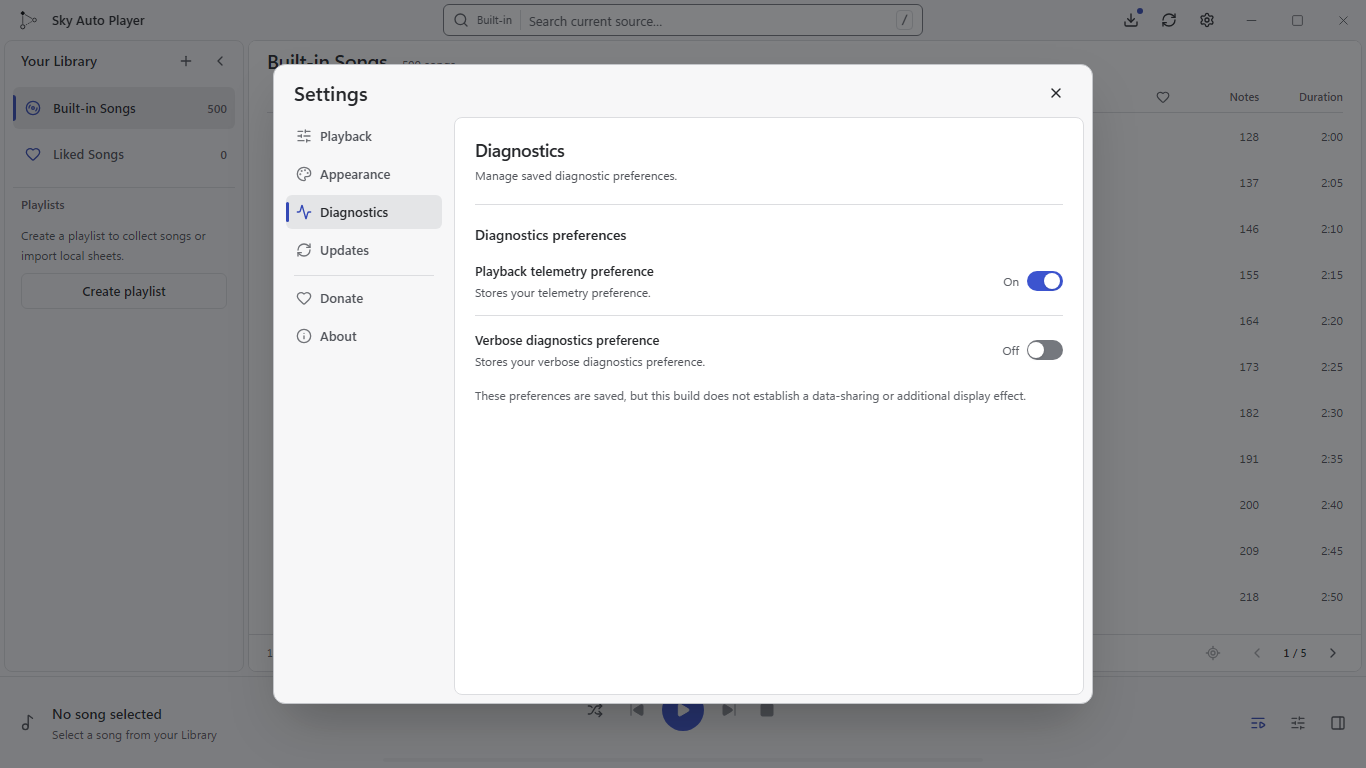 Sky Auto Player
Built-in
Search current source...
/
Your Library
Built-in Songs
500
Liked Songs
0
Playlists
Create a playlist to collect songs or
import local sheets.
Create playlist
Built-in Songs
500 songs
Notes
Duration
128
2:00
137
2:05
146
2:10
155
2:15
164
2:20
173
2:25
182
2:30
191
2:35
200
2:40
209
2:45
218
2:50
1 / 5
Settings
Playback
Appearance
Diagnostics
Updates
Donate
About
Diagnostics
Manage saved diagnostic preferences.
Diagnostics preferences
Playback telemetry preference
Stores your telemetry preference.
On
Verbose diagnostics preference
Stores your verbose diagnostics preference.
Off
These preferences are saved, but this build does not establish a data-sharing or additional display effect.
No song selected
Select a song from your Library